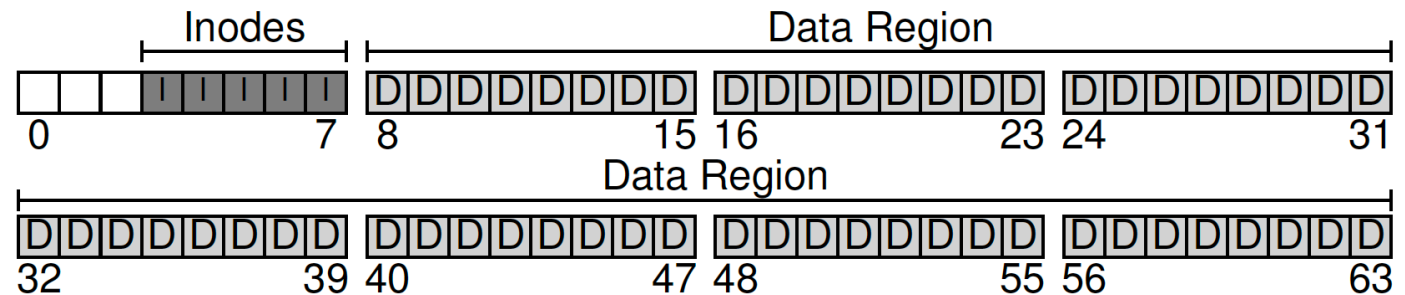 Inodes Data Region
I I I I I D D D D D D D D D D D D D D D D D D D D D D D D
0 7 8 15 16 23 24 31
Data Region
D D D D D D D D D D D D D D D D D D D D D D D D D D D D D D D D
32 39 40 47 48 55 56 63